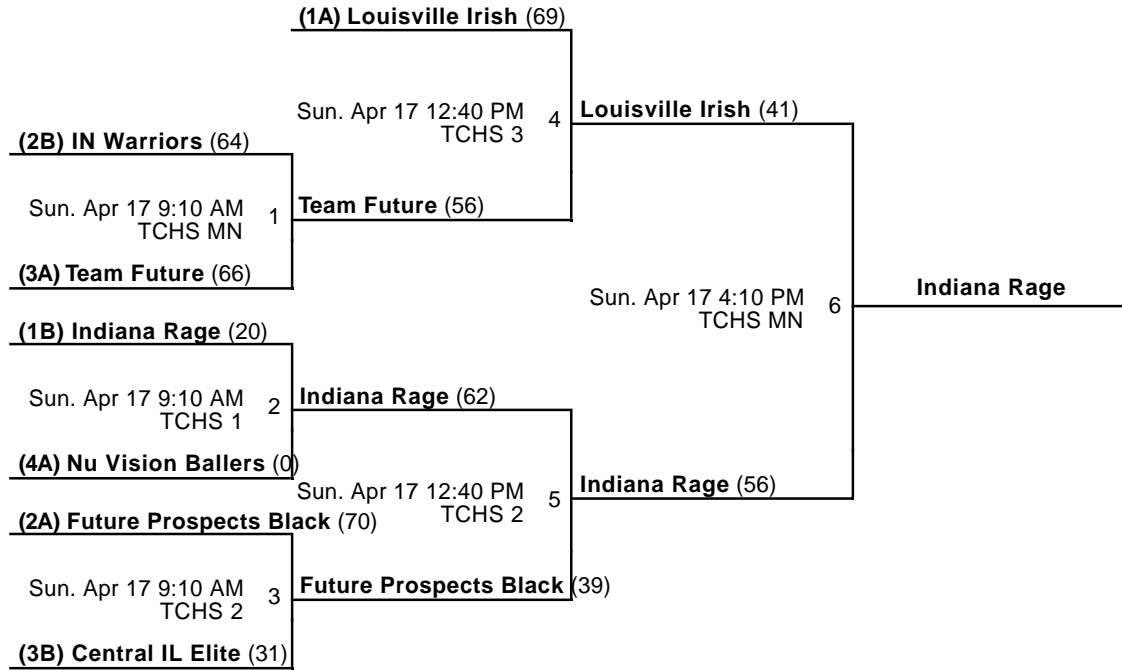 (1A) Louisville Irish (69)
Sun. Apr 17 12:40 PM
TCHS 3
4
Louisville Irish (41)
(2B) IN Warriors (64)
Sun. Apr 17 9:10 AM
TCHS MN
1
Team Future (56)
(3A) Team Future (66)
Sun. Apr 17 4:10 PM
TCHS MN
6
Indiana Rage
(1B) Indiana Rage (20)
Sun. Apr 17 9:10 AM
TCHS 1
2
Indiana Rage (62)
(4A) Nu Vision Ballers (0)
Sun. Apr 17 12:40 PM
TCHS 2
5
Indiana Rage (56)
(2A) Future Prospects Black (70)
Sun. Apr 17 9:10 AM
TCHS 2
3
Future Prospects Black (39)
(3B) Central IL Elite (31)